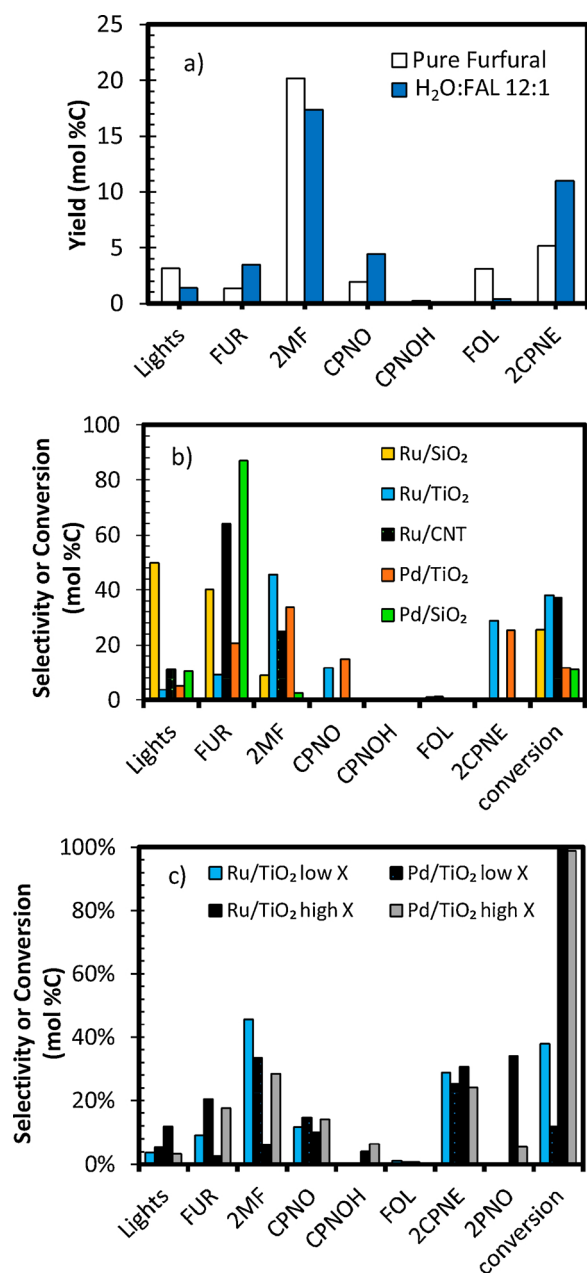 a)
Pure Furfural
H₂O:FAL 12:1
Yield (mol %C)
25
20
15
10
5
0
Lights
FUR
2MF
CPNO
CPNOH
FOL
2CPNE
b)
Ru/SiO₂
Ru/TiO₂
Ru/CNT
Pd/TiO₂
Pd/SiO₂
Selectivity or Conversion
(mol %C)
100
80
60
40
20
0
Lights
FUR
2MF
CPNO
CPNOH
FOL
2CPNE
conversion
c)
Ru/TiO₂ low X
Pd/TiO₂ low X
Ru/TiO₂ high X
Pd/TiO₂ high X
Selectivity or Conversion
(mol %C)
100%
80%
60%
40%
20%
0%
Lights
FUR
2MF
CPNO
CPNOH
FOL
2CPNE
2PNO
conversion